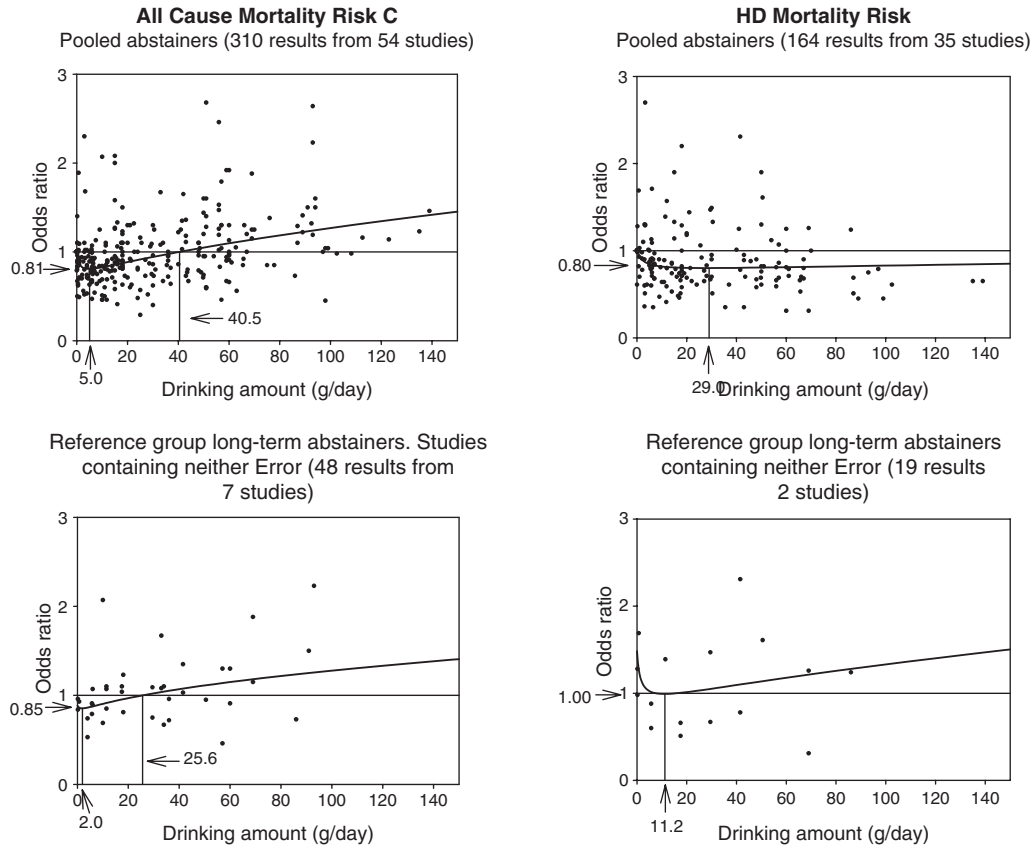 All Cause Mortality Risk C
Pooled abstainers (310 results from 54 studies)
3
2
1
0
Odds ratio
0.81
40.5
0 20 40 60 80 100 120 140
5.0
Drinking amount (g/day)
HD Mortality Risk
Pooled abstainers (164 results from 35 studies)
3
2
1
0
Odds ratio
0.80
0 20 40 60 80 100 120 140
29.0
Drinking amount (g/day)
Reference group long-term abstainers. Studies
containing neither Error (48 results from
7 studies)
3
2
1
0
Odds ratio
0.85
25.6
0 20 40 60 80 100 120 140
2.0
Drinking amount (g/day)
Reference group long-term abstainers
containing neither Error (19 results
2 studies)
3
2
1
0
Odds ratio
1.00
0 20 40 60 80 100 120 140
11.2
Drinking amount (g/day)